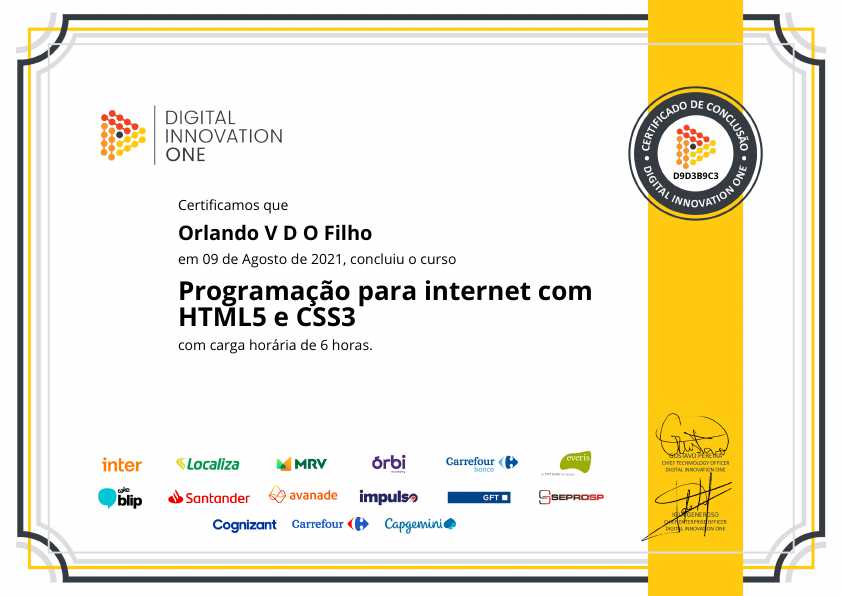 DIGITAL
INNOVATION
ONE
CERTIFICADO DE CONCLUSÃO
D9D3B9C3
DIGITAL INNOVATION ONE
Certificamos que
Orlando V D O Filho
em 09 de Agosto de 2021, concluiu o curso
Programação para internet com
HTML5 e CSS3
com carga horária de 6 horas.
GUSTAVO PEREIRA
CHIEF TECHNOLOGY OFFICER
DIGITAL INNOVATION ONE
inter
Localiza
MRV
órbi
Carrefour
banco
everis
blip
Santander
avanade
impulso
GFT
SEPROSP
GENEROSO
OFFICER
DIGITAL INNOVATION ONE
Cognizant
Carrefour
Capgemini